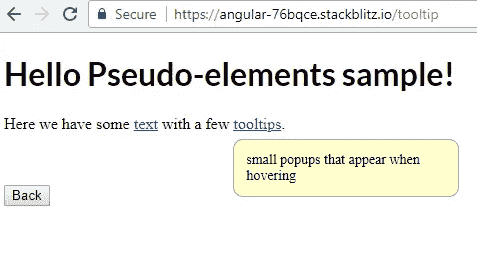 Secure https://angular-76bqce.stackblitz.io/tooltip
Hello Pseudo-elements sample!
Here we have some text with a few tooltips.
small popups that appear when
hovering
Back